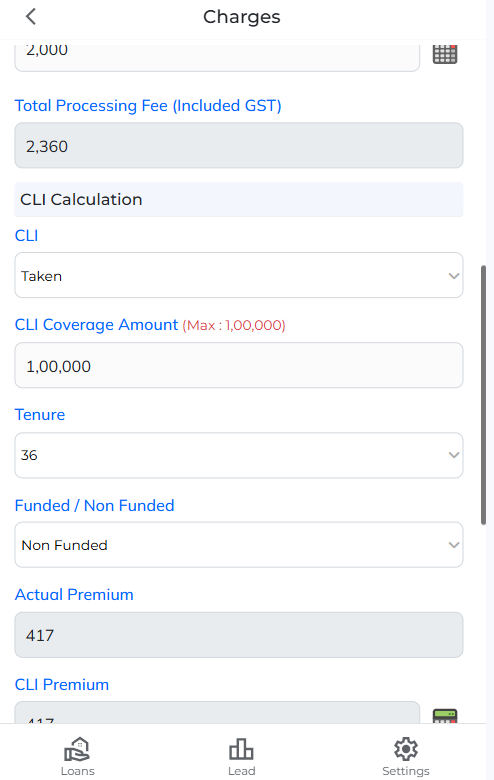 Charges
2,000
Total Processing Fee (Included GST)
2,360
CLI Calculation
CLI
Taken
CLI Coverage Amount (Max : 1,00,000)
1,00,000
Tenure
36
Funded / Non Funded
Non Funded
Actual Premium
417
CLI Premium
417
Loans
Lead
Settings